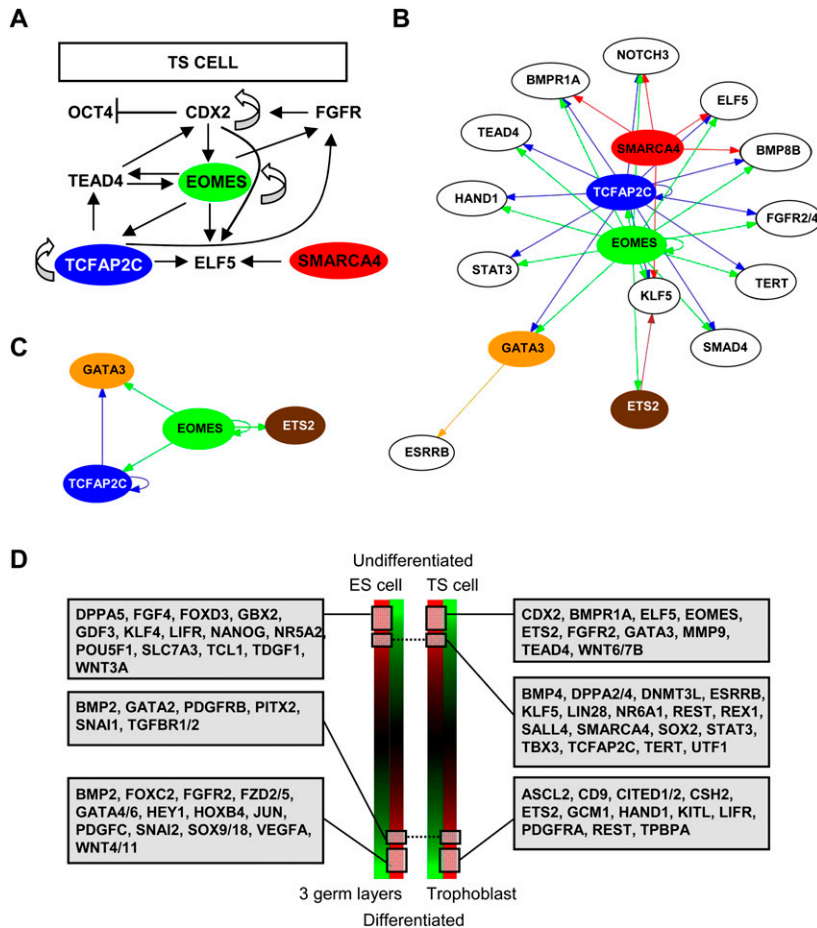 A
TS CELL
OCT4
CDX2
FGFR
TEAD4
EOMES
TCFAP2C
ELF5
SMARCA4
B
NOTCH3
BMPR1A
ELF5
TEAD4
SMARCA4
BMP8B
TCFAP2C
HAND1
FGFR2/4
EOMES
STAT3
TERT
KLF5
SMAD4
GATA3
ETS2
ESRRB
C
GATA3
EOMES
ETS2
TCFAP2C
D
Undifferentiated
ES cell
TS cell
DPPA5, FGF4, FOXD3, GBX2,
GDF3, KLF4, LIFR, NANOG, NR5A2,
POU5F1, SLC7A3, TCL1, TDGF1,
WNT3A
BMP2, GATA2, PDGFRB, PITX2,
SNAI1, TGFBR1/2
BMP2, FOXC2, FGFR2, FZD2/5,
GATA4/6, HEY1, HOXB4, JUN,
PDGFC, SNAI2, SOX9/18, VEGFA,
WNT4/11
CDX2, BMPR1A, ELF5, EOMES,
ETS2, FGFR2, GATA3, MMP9,
TEAD4, WNT6/7B
BMP4, DPPA2/4, DNMT3L, ESRRB,
KLF5, LIN28, NR6A1, REST, REX1,
SALL4, SMARCA4, SOX2, STAT3,
TBX3, TCFAP2C, TERT, UTF1
ASCL2, CD9, CITED1/2, CSH2,
ETS2, GCM1, HAND1, KITL, LIFR,
PDGFRA, REST, TPBPA
3 germ layers
Trophoblast
Differentiated